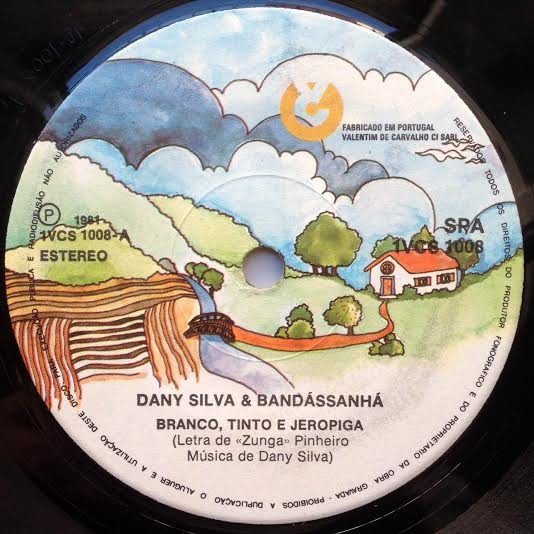 FABRICADO EM PORTUGAL
VALENTIM DE CARVALHO CI SARL
Ⓟ 1981
1VCS 1008-A
ESTEREO
SRA
1VCS 1008
DANY SILVA & BANDÁSSANHÁ
BRANCO, TINTO E JEROPIGA
(Letra de «Zunga» Pinheiro
Música de Dany Silva)
RESERVADOS TODOS OS DIREITOS DO PRODUTOR FONOGRÁFICO E DO PROPRIETÁRIO DA OBRA GRAVADA - PROIBIDOS A DUPLICAÇÃO O ALUGUER E A UTILIZAÇÃO DESTE DISCO PARA EXECUÇÃO PÚBLICA E RADIODIFUSÃO NÃO AUTORIZADOS